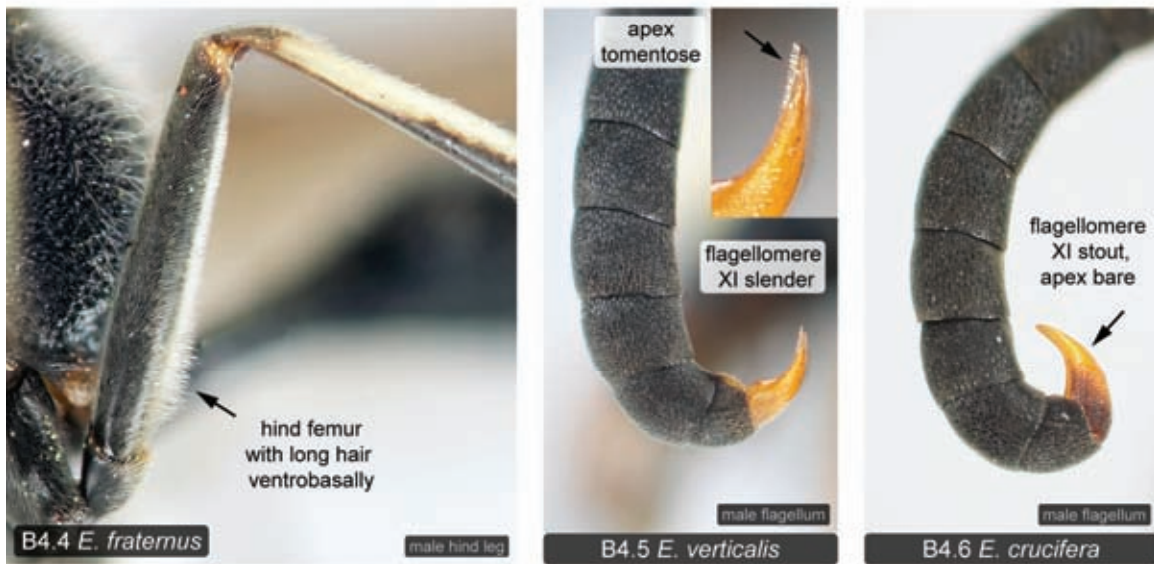 hind femur
with long hair
ventrobasally
B4.4 E. fraternus
male hind leg
apex
tomentose
flagellomere
XI slender
male flagellum
B4.5 E. verticalis
flagellomere
XI stout,
apex bare
male flagellum
B4.6 E. crucifera